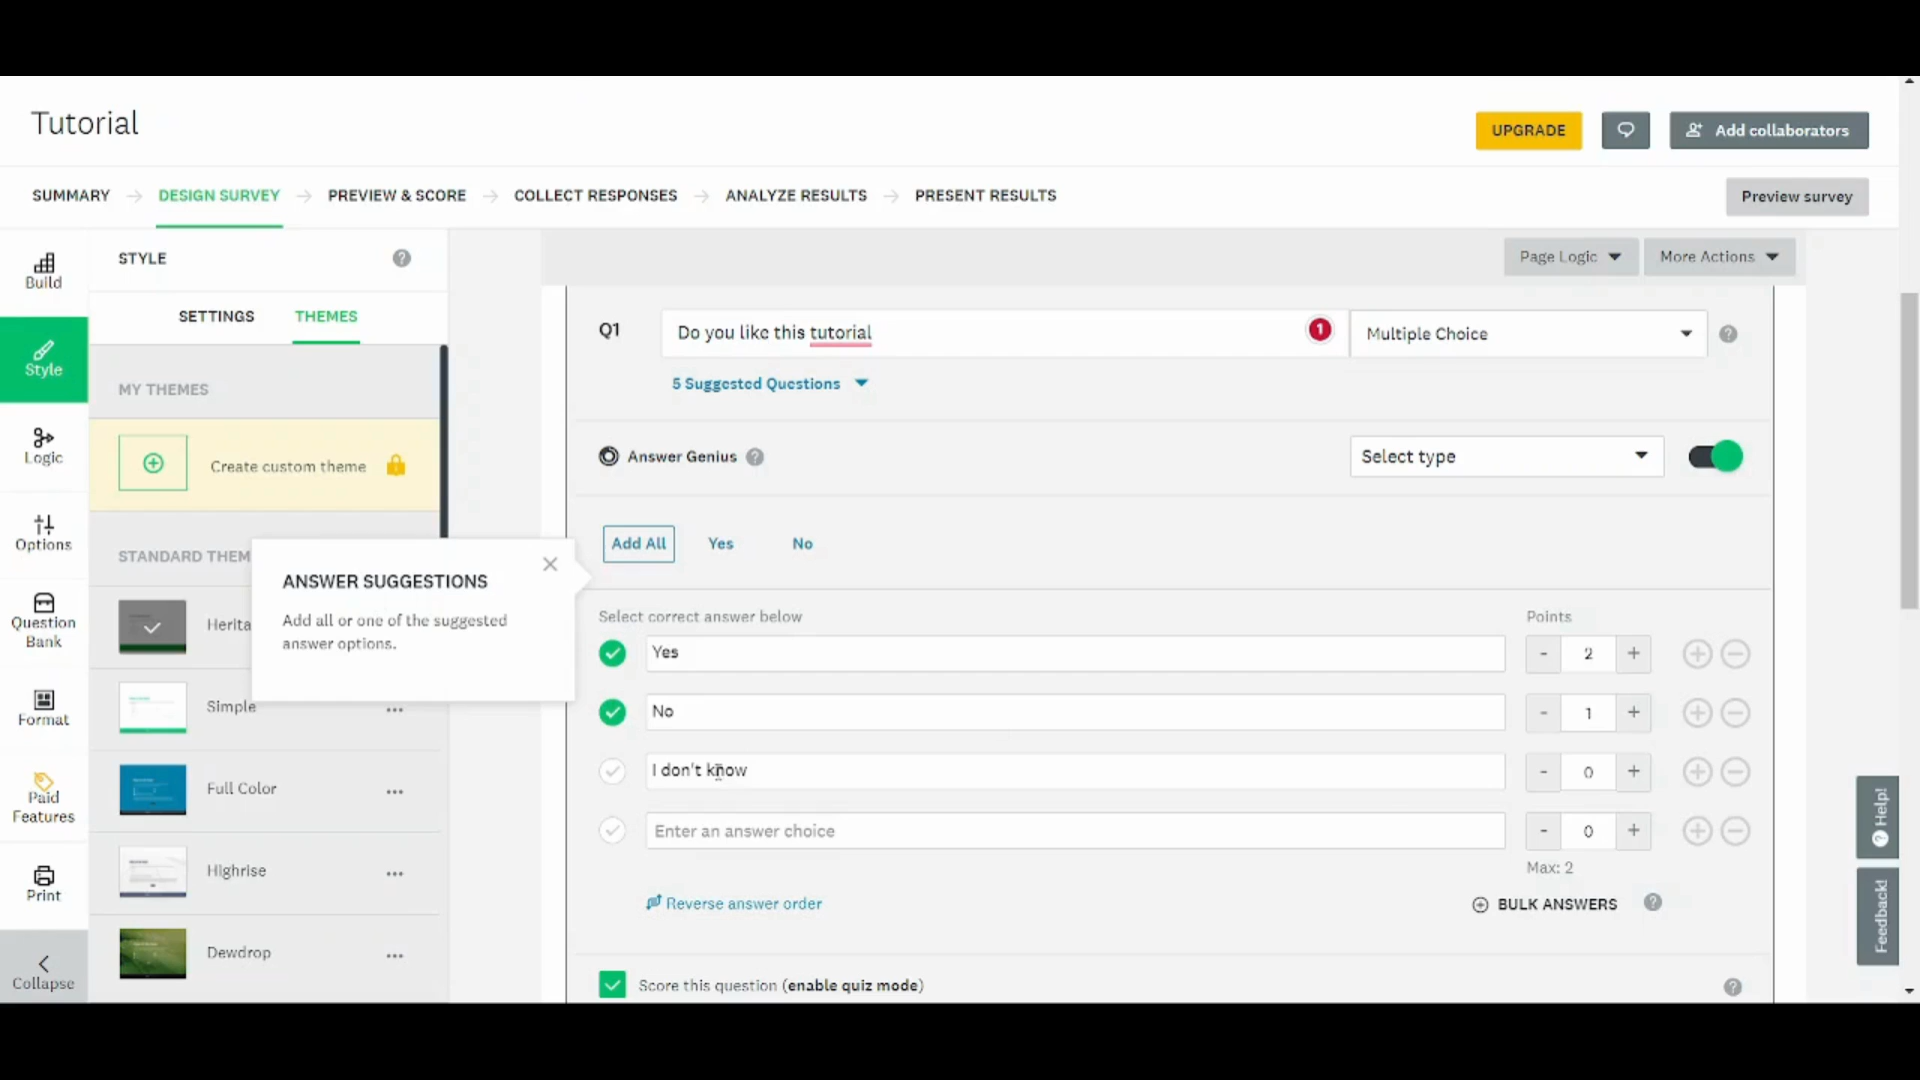 Tutorial
UPGRADE
Add collaborators
SUMMARY
DESIGN SURVEY
PREVIEW & SCORE
COLLECT RESPONSES
ANALYZE RESULTS
PRESENT RESULTS
Preview survey
Build
Style
Logic
Options
Question
Bank
Format
Paid
Features
Print
Collapse
STYLE
SETTINGS
THEMES
MY THEMES
Create custom theme
STANDARD THEM
Herita
Simple
Full Color
Highrise
Dewdrop
ANSWER SUGGESTIONS
Add all or one of the suggested
answer options.
Page Logic
More Actions
Q1
Do you like this tutorial
1
Multiple Choice
5 Suggested Questions
Answer Genius
Select type
Add All
Yes
No
Select correct answer below
Points
Yes
- 2 +
No
- 1 +
I don't know
- 0 +
Enter an answer choice
- 0 +
Max: 2
Reverse answer order
BULK ANSWERS
Score this question (enable quiz mode)
Help!
Feedback!